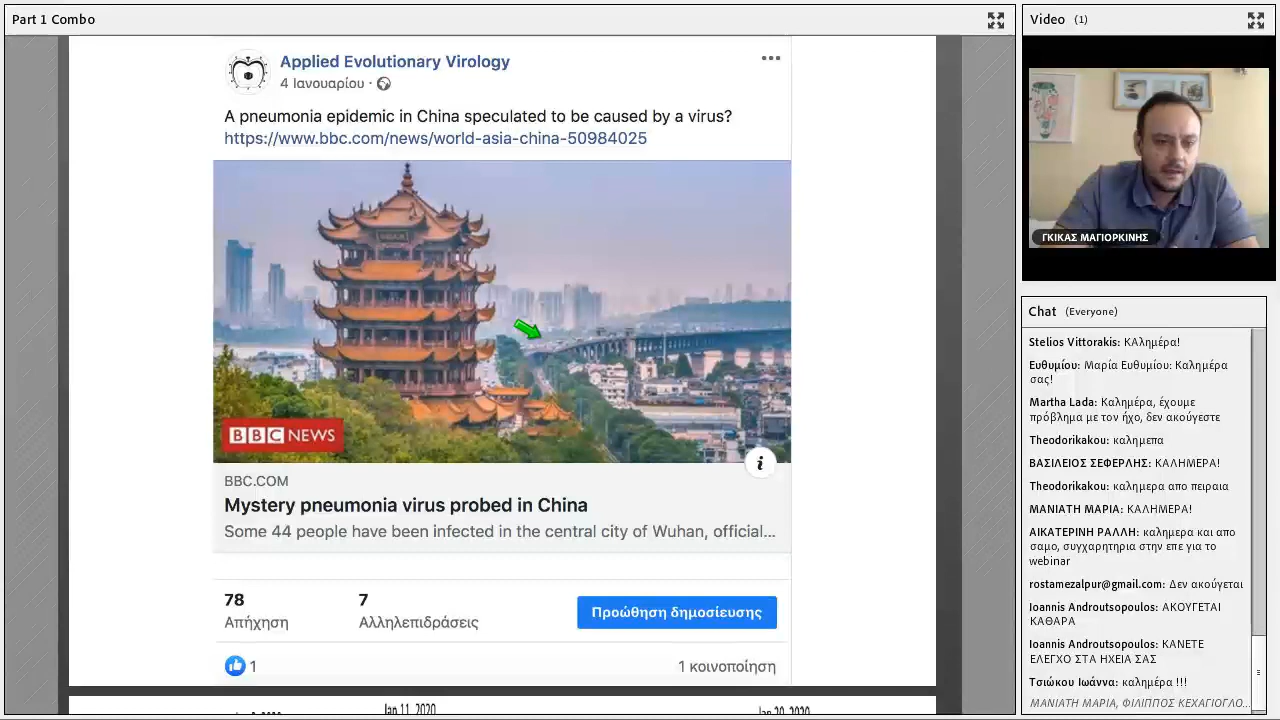 Part 1 Combo
Applied Evolutionary Virology
4 Ιανουαρίου ·
A pneumonia epidemic in China speculated to be caused by a virus?
https://www.bbc.com/news/world-asia-china-50984025
BBC NEWS
BBC.COM
Mystery pneumonia virus probed in China
Some 44 people have been infected in the central city of Wuhan, official...
78
Απήχηση
7
Αλληλεπιδράσεις
Προώθηση δημοσίευσης
1
1 κοινοποίηση
Jan 11, 2020
Jan 20, 2020
Video (1)
ΓΚΙΚΑΣ ΜΑΓΙΟΡΚΙΝΗΣ
Chat (Everyone)
Stelios Vittorakis: ΚΑλημέρα!
Ευθυμίου: Μαρία Ευθυμίου: Καλημέρα
σας!
Martha Lada: Καλημέρα, έχουμε
πρόβλημα με τον ήχο, δεν ακούγεστε
Theodorikakou: καλημεπα
ΒΑΣΙΛΕΙΟΣ ΣΕΦΕΡΛΗΣ: ΚΑΛΗΜΕΡΑ!
Theodorikakou: καλημερα απο πειραια
ΜΑΝΙΑΤΗ ΜΑΡΙΑ: ΚΑΛΗΜΕΡΑ!
ΑΙΚΑΤΕΡΙΝΗ ΡΑΛΛΗ: καλημερα και απο
σαμο, συγχαρητηρια στην επε για το
webinar
rostamezalpur@gmail.com: Δεν ακούγεται
Ioannis Androutsopoulos: ΑΚΟΥΓΕΤΑΙ
ΚΑΘΑΡΑ
Ioannis Androutsopoulos: ΚΑΝΕΤΕ
ΕΛΕΓΧΟ ΣΤΑ ΗΧΕΙΑ ΣΑΣ
Τσιώκου Ιωάννα: καλημέρα !!!
ΜΑΝΙΑΤΗ ΜΑΡΙΑ, ΦΙΛΙΠΠΟΣ ΚΕΧΑΓΙΟΓΛΟ...